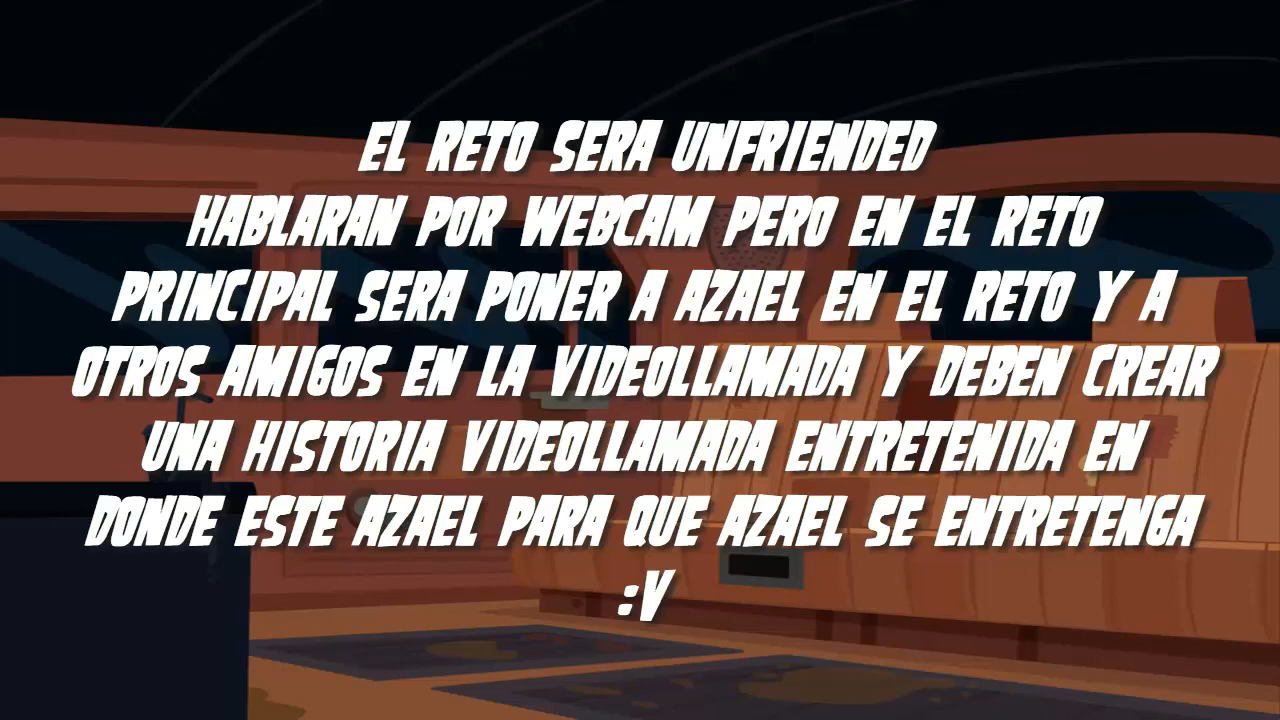 EL RETO SERA UNFRIENDED
HABLARAN POR WEBCAM PERO EN EL RETO
PRINCIPAL SERA PONER A AZAEL EN EL RETO Y A
OTROS AMIGOS EN LA VIDEOLLAMADA Y DEBEN CREAR
UNA HISTORIA VIDEOLLAMADA ENTRETENIDA EN
DONDE ESTE AZAEL PARA QUE AZAEL SE ENTRETENGA
:V